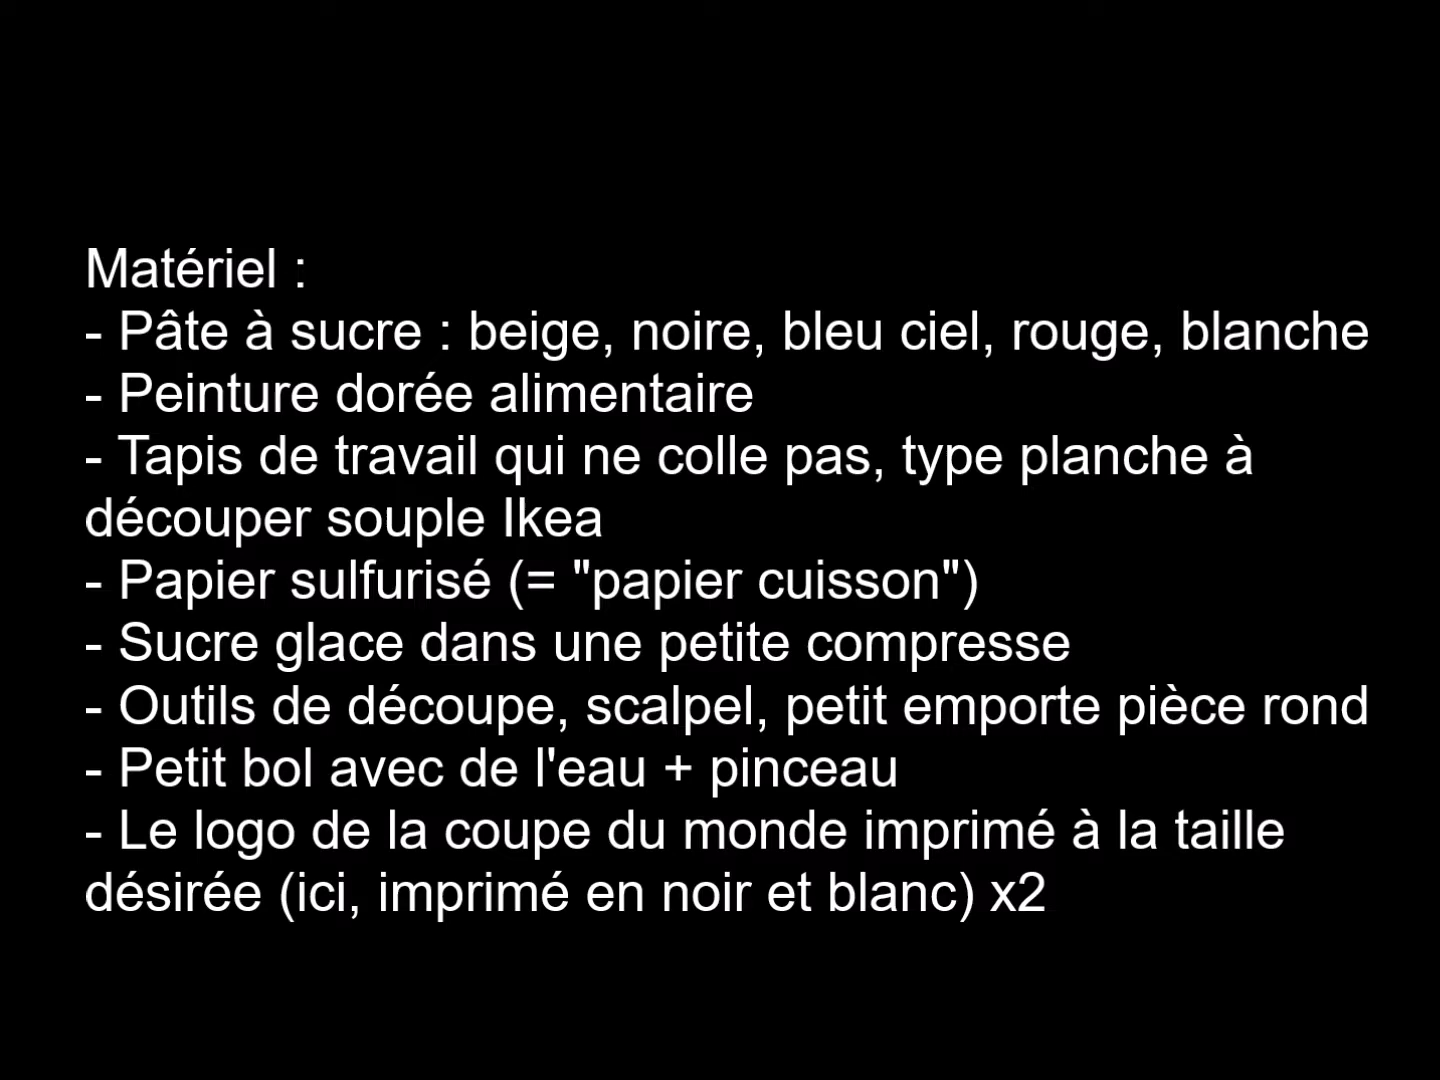 Matériel :
- Pâte à sucre : beige, noire, bleu ciel, rouge, blanche
- Peinture dorée alimentaire
- Tapis de travail qui ne colle pas, type planche à
découper souple Ikea
- Papier sulfurisé (= "papier cuisson")
- Sucre glace dans une petite compresse
- Outils de découpe, scalpel, petit emporte pièce rond
- Petit bol avec de l'eau + pinceau
- Le logo de la coupe du monde imprimé à la taille
désirée (ici, imprimé en noir et blanc) x2